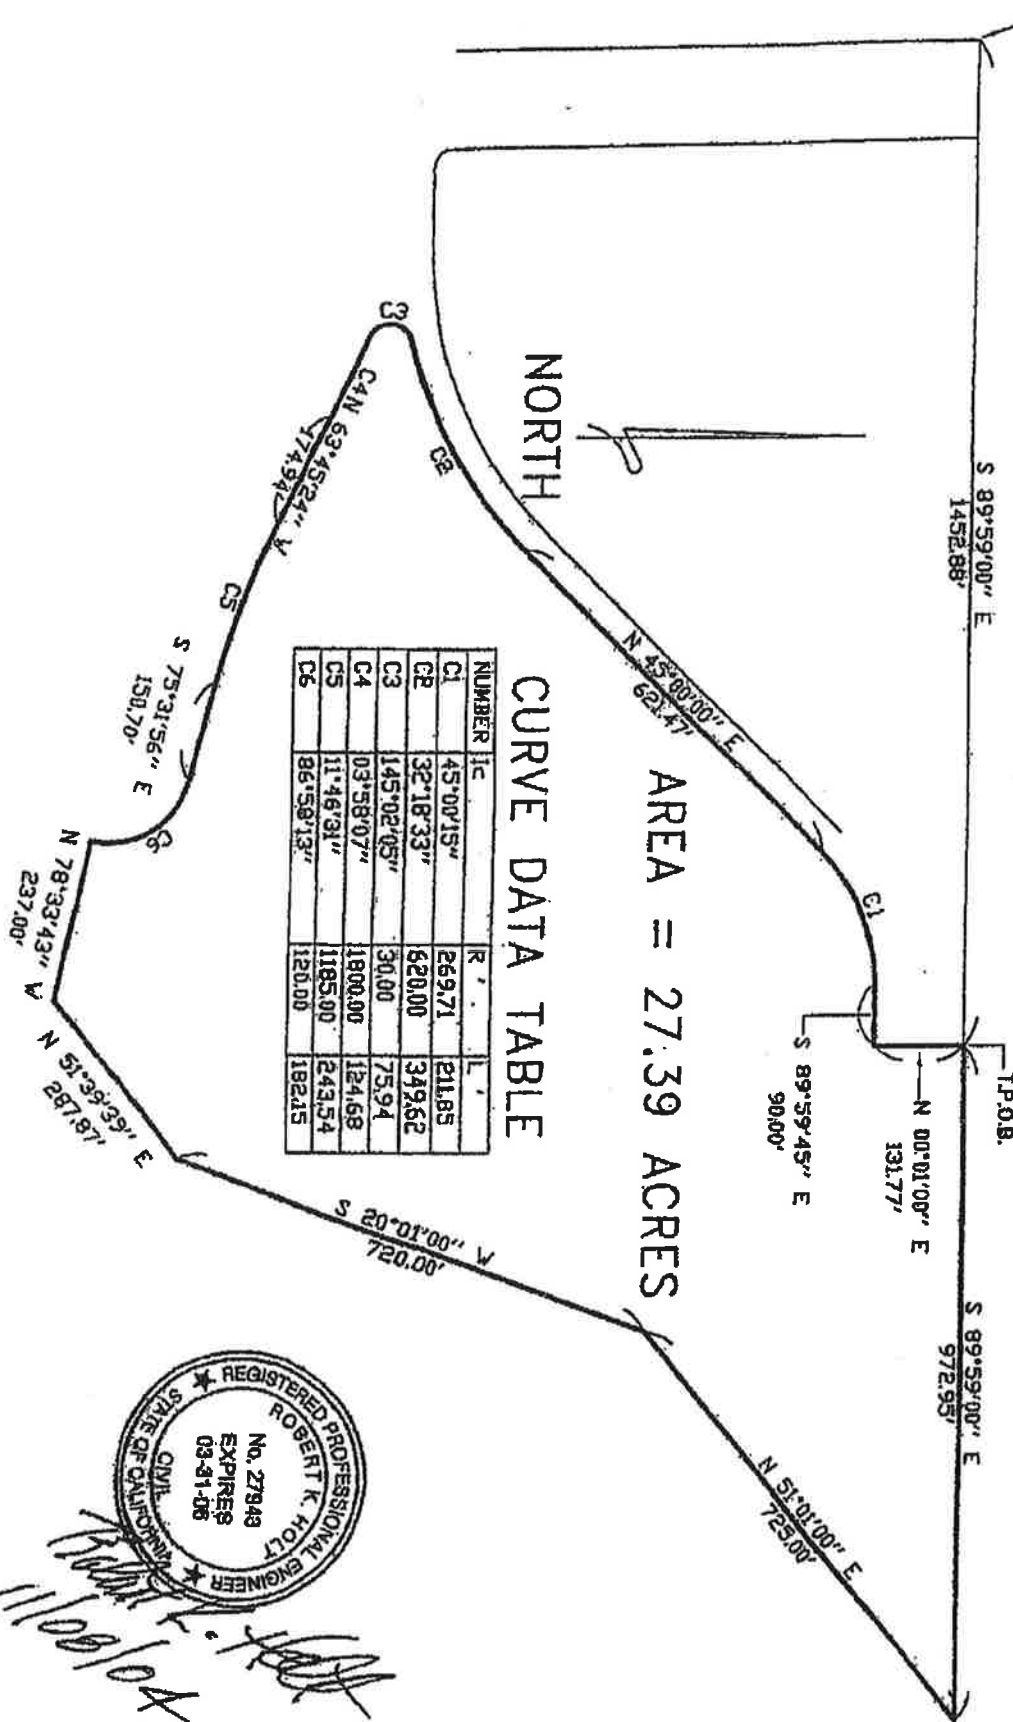 T.P.O.B.
S 89°59'00" E
1452.88'
S 89°59'00" E
972.95'
N 00°01'00" E
131.77'
S 89°59'45" E
90.00'
C1
N 45°00'00" E
621.47'
NORTH
C2
C3
C4
N 63°45'24" W
174.94'
C5
S 75°31'56" E
150.70'
C6
N 78°33'43" W
237.00'
N 51°39'39" E
287.87'
S 20°01'00" W
720.00'
N 51°01'00" E
725.00'
AREA = 27.39 ACRES
CURVE DATA TABLE
NUMBER R ' L '
C1 45°00'15" 269.71 211.85
C2 32°18'33" 620.00 349.62
C3 145°02'05" 30.00 75.94
C4 03°58'07" 1800.00 124.68
C5 11°46'31" 1185.00 243.54
C6 86°58'13" 120.00 182.15
REGISTERED PROFESSIONAL ENGINEER
ROBERT K. HOLT
No. 27943
EXPIRES
03-31-06
CIVIL
STATE OF CALIFORNIA
11/08/04